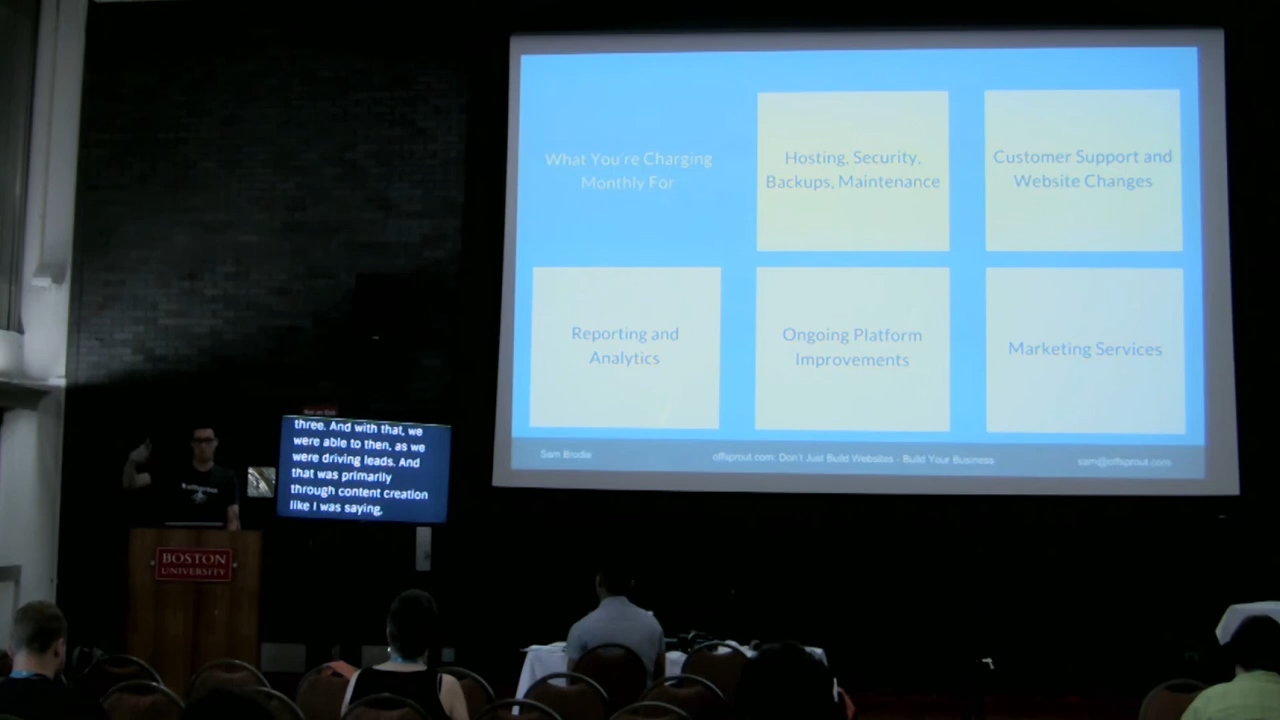 What You're Charging
Monthly For
Hosting, Security,
Backups, Maintenance
Customer Support and
Website Changes
Reporting and
Analytics
Ongoing Platform
Improvements
Marketing Services
Sam Brodie
offsprout.com: Don't Just Build Websites - Build Your Business
sam@offsprout.com
three. And with that, we
were able to then, as we
were driving leads. And
that was primarily
through content creation
like I was saying,
BOSTON
UNIVERSITY